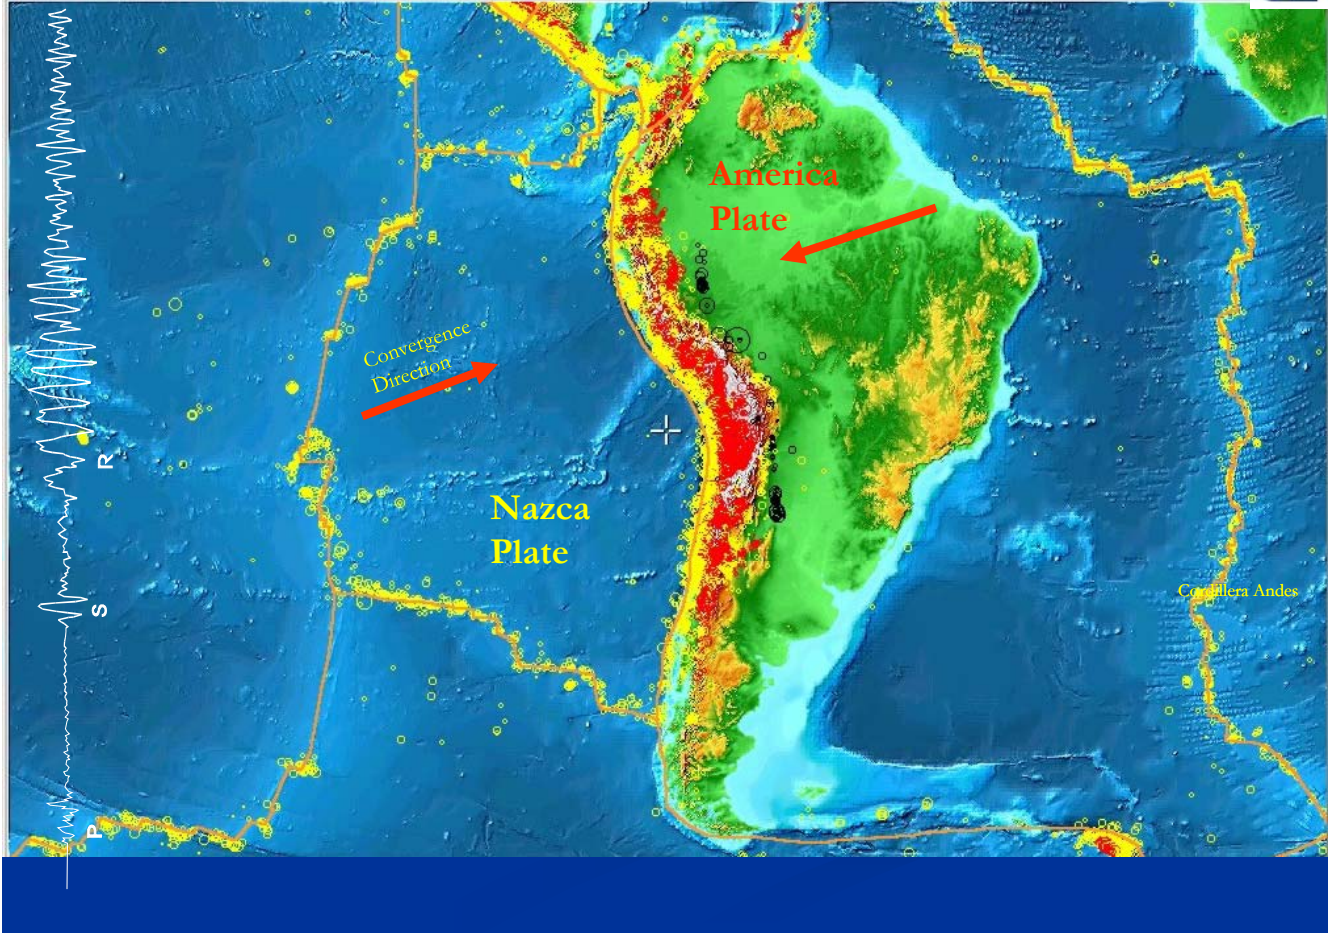 America
Plate
Convergence
Direction
Nazca
Plate
Cordillera Andes
R
S
P